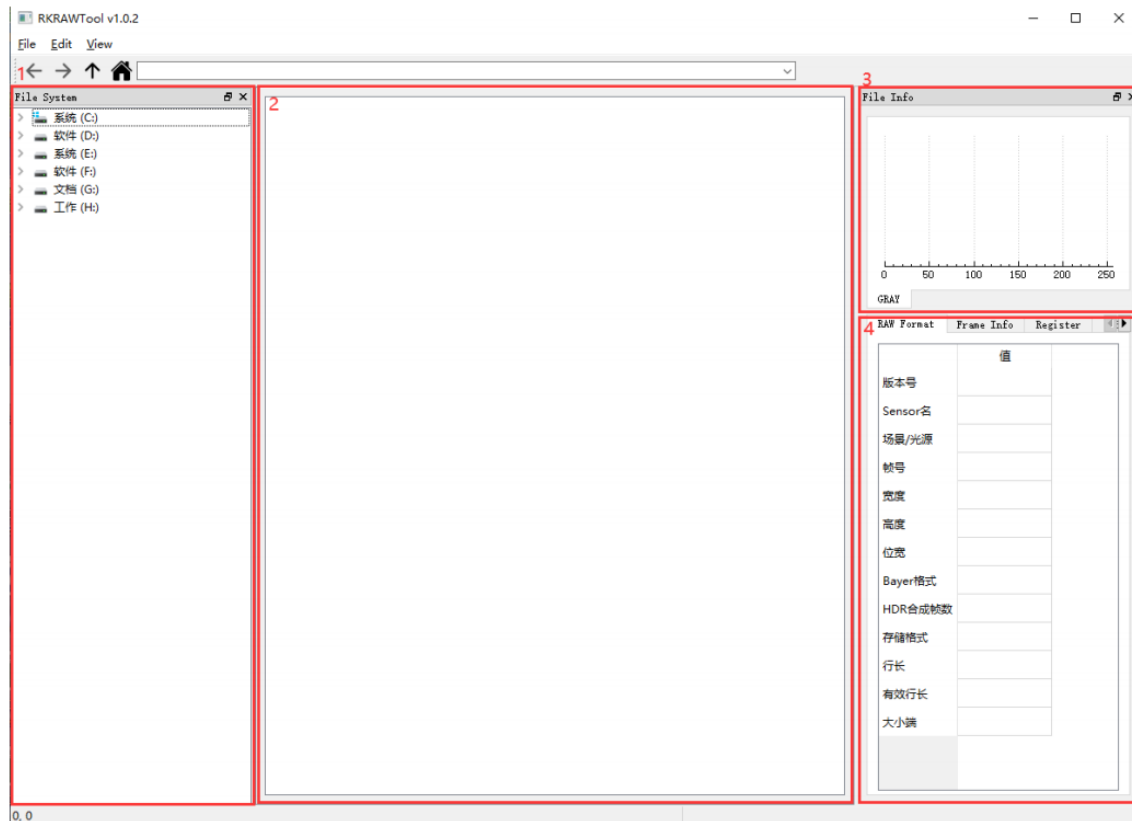 RKRAWTool v1.0.2
File Edit View
1
File System
系统 (C:)
软件 (D:)
系统 (E:)
软件 (F:)
文档 (G:)
工作 (H:)
2
3
File Info
0 50 100 150 200 250
GRAY
4
RAW Format Frame Info Register
值
版本号
Sensor名
场景/光源
帧号
宽度
高度
位宽
Bayer格式
HDR合成帧数
存储格式
行长
有效行长
大小端
0, 0